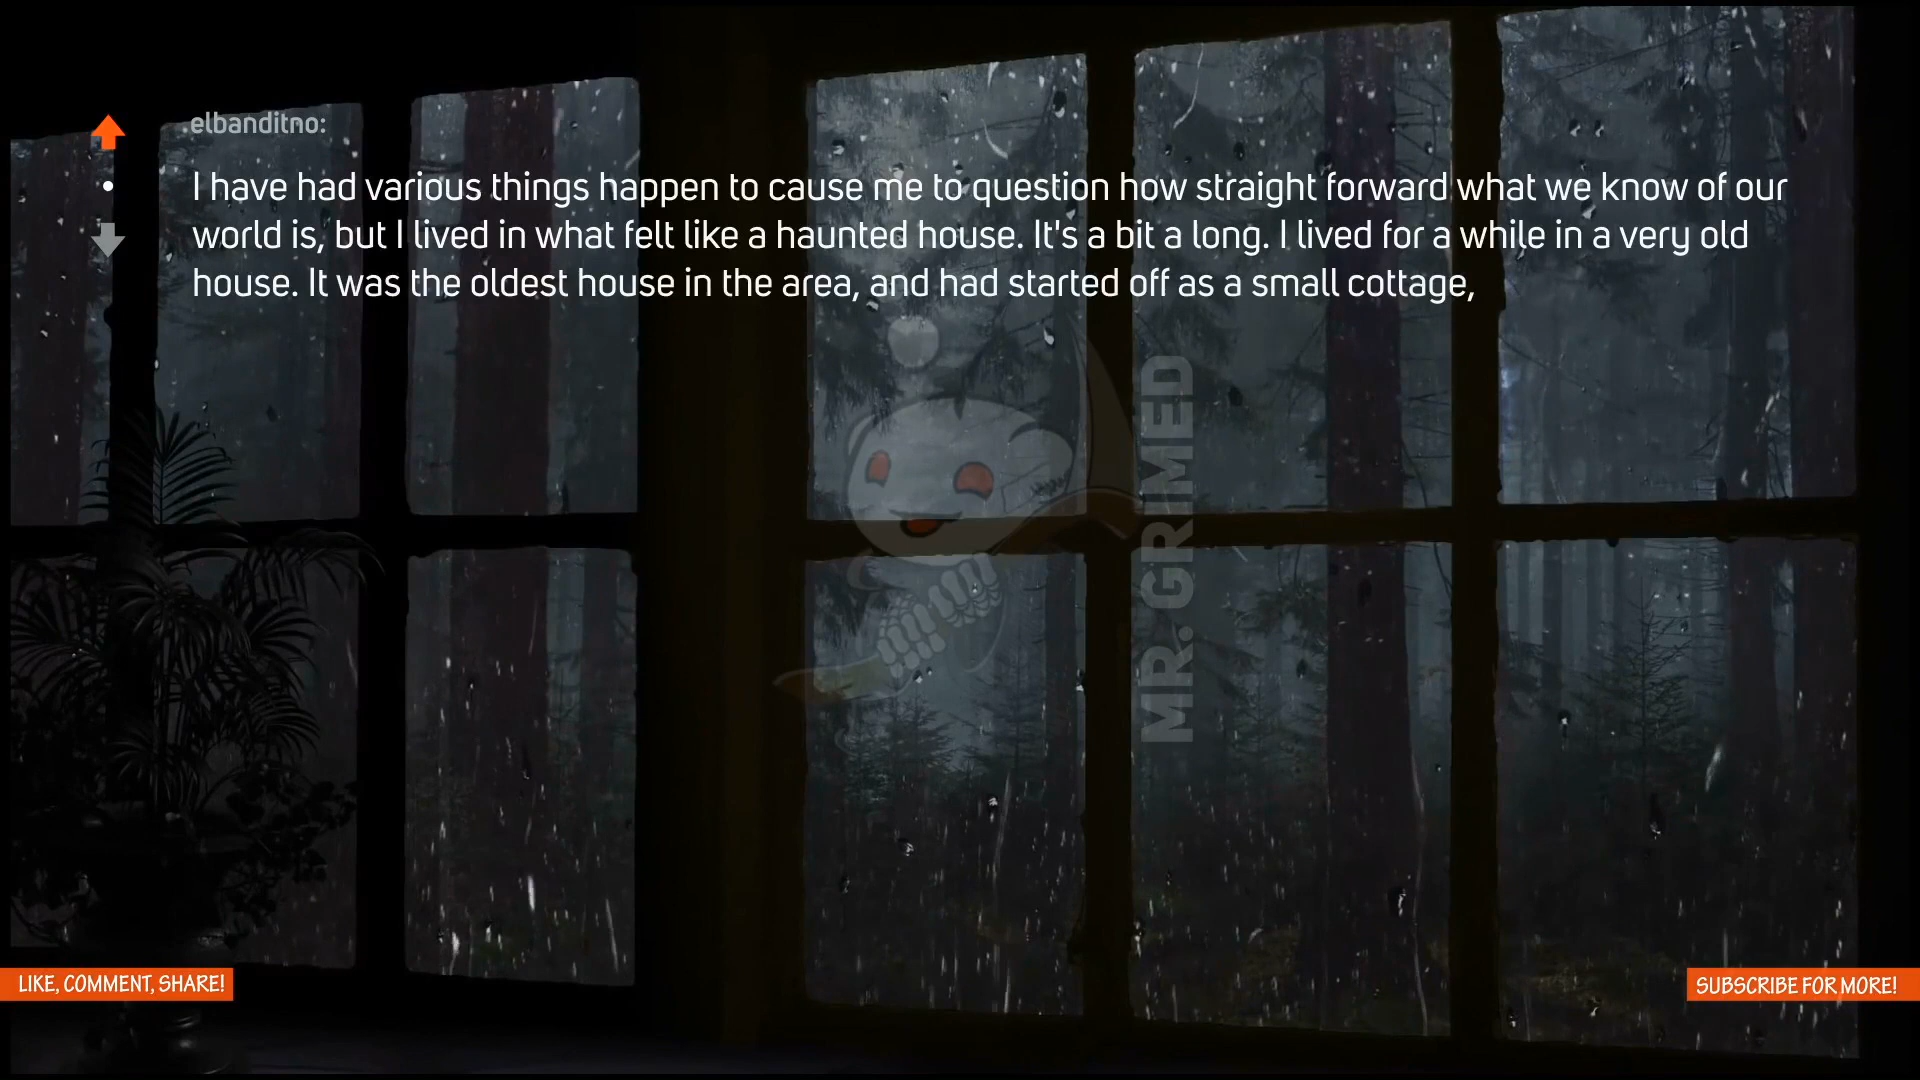 .elbanditno:
I have had various things happen to cause me to question how straight forward what we know of our
world is, but I lived in what felt like a haunted house. It's a bit a long. I lived for a while in a very old
house. It was the oldest house in the area, and had started off as a small cottage,
MR. GRIMED
LIKE, COMMENT, SHARE!
SUBSCRIBE FOR MORE!